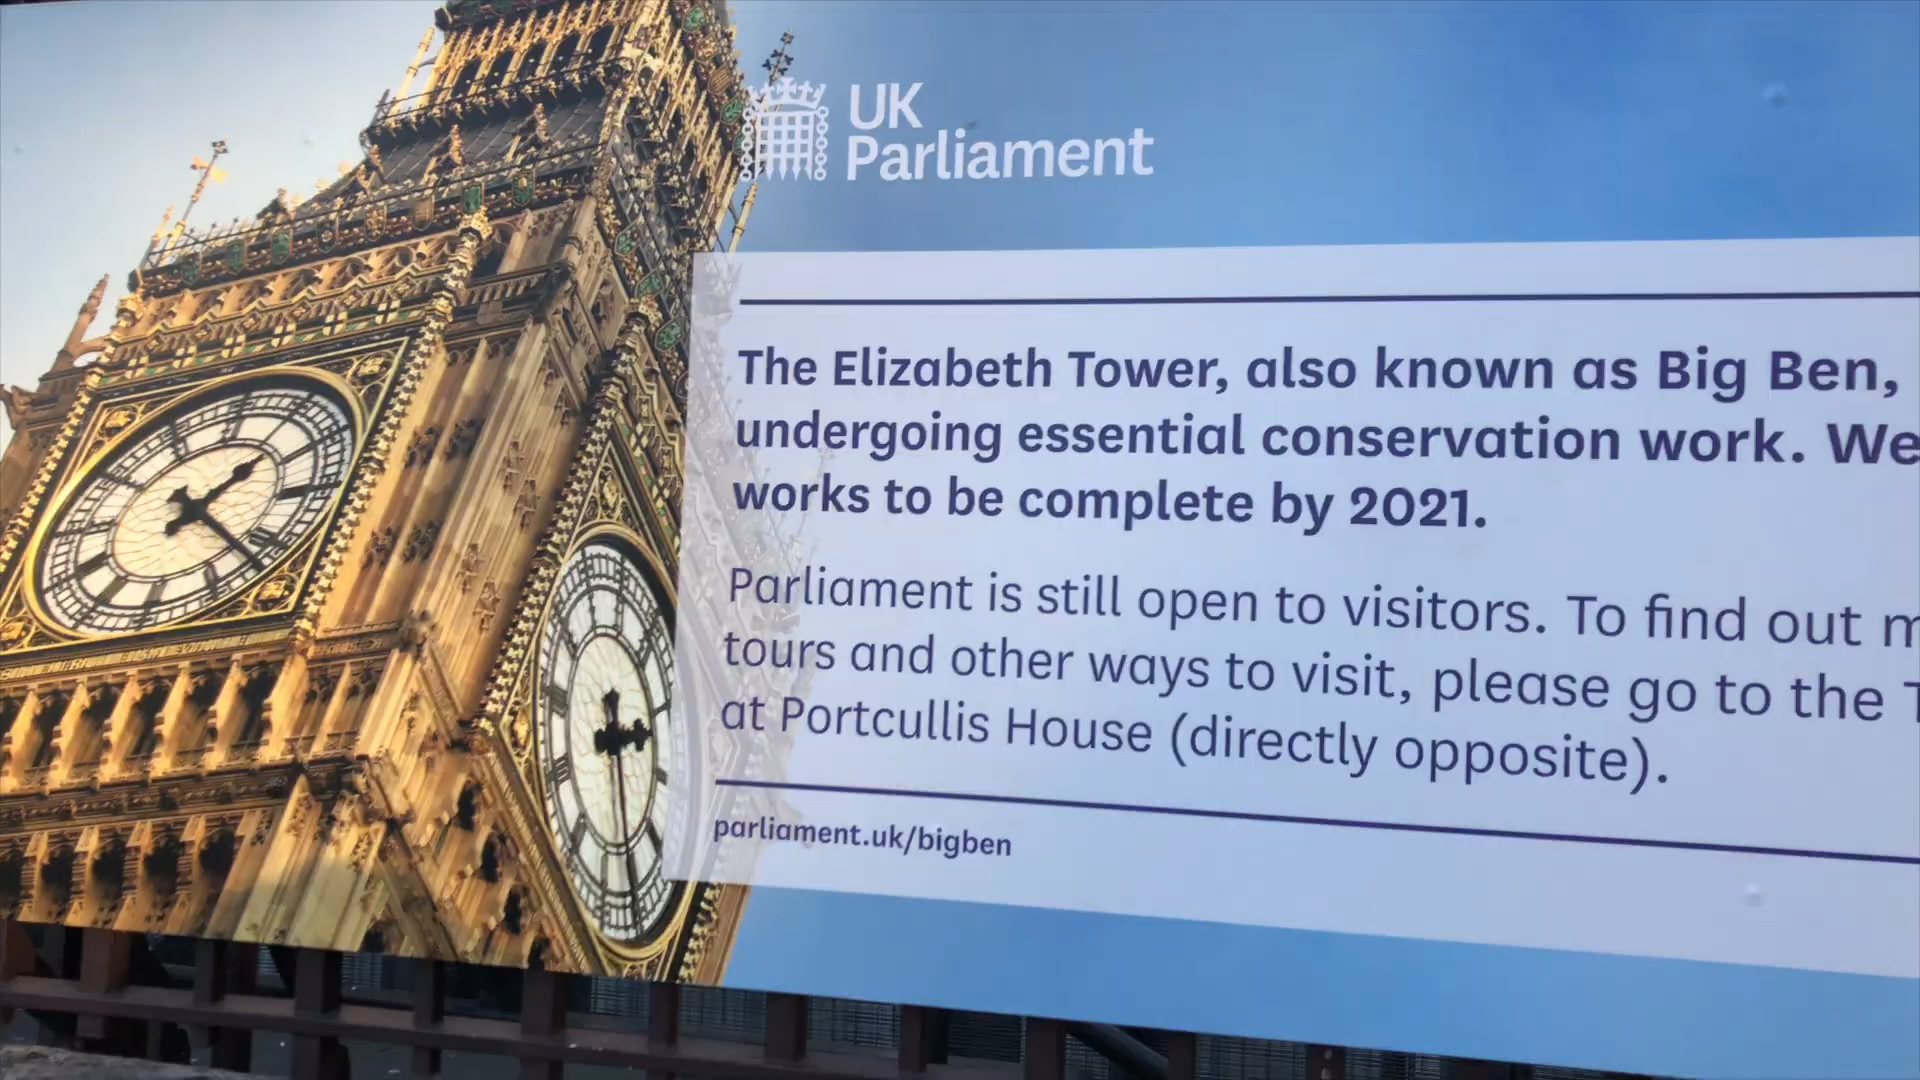 UK
Parliament
The Elizabeth Tower, also known as Big Ben,
undergoing essential conservation work. We
works to be complete by 2021.
Parliament is still open to visitors. To find out
tours and other ways to visit, please go to the
at Portcullis House (directly opposite).
parliament.uk/bigben